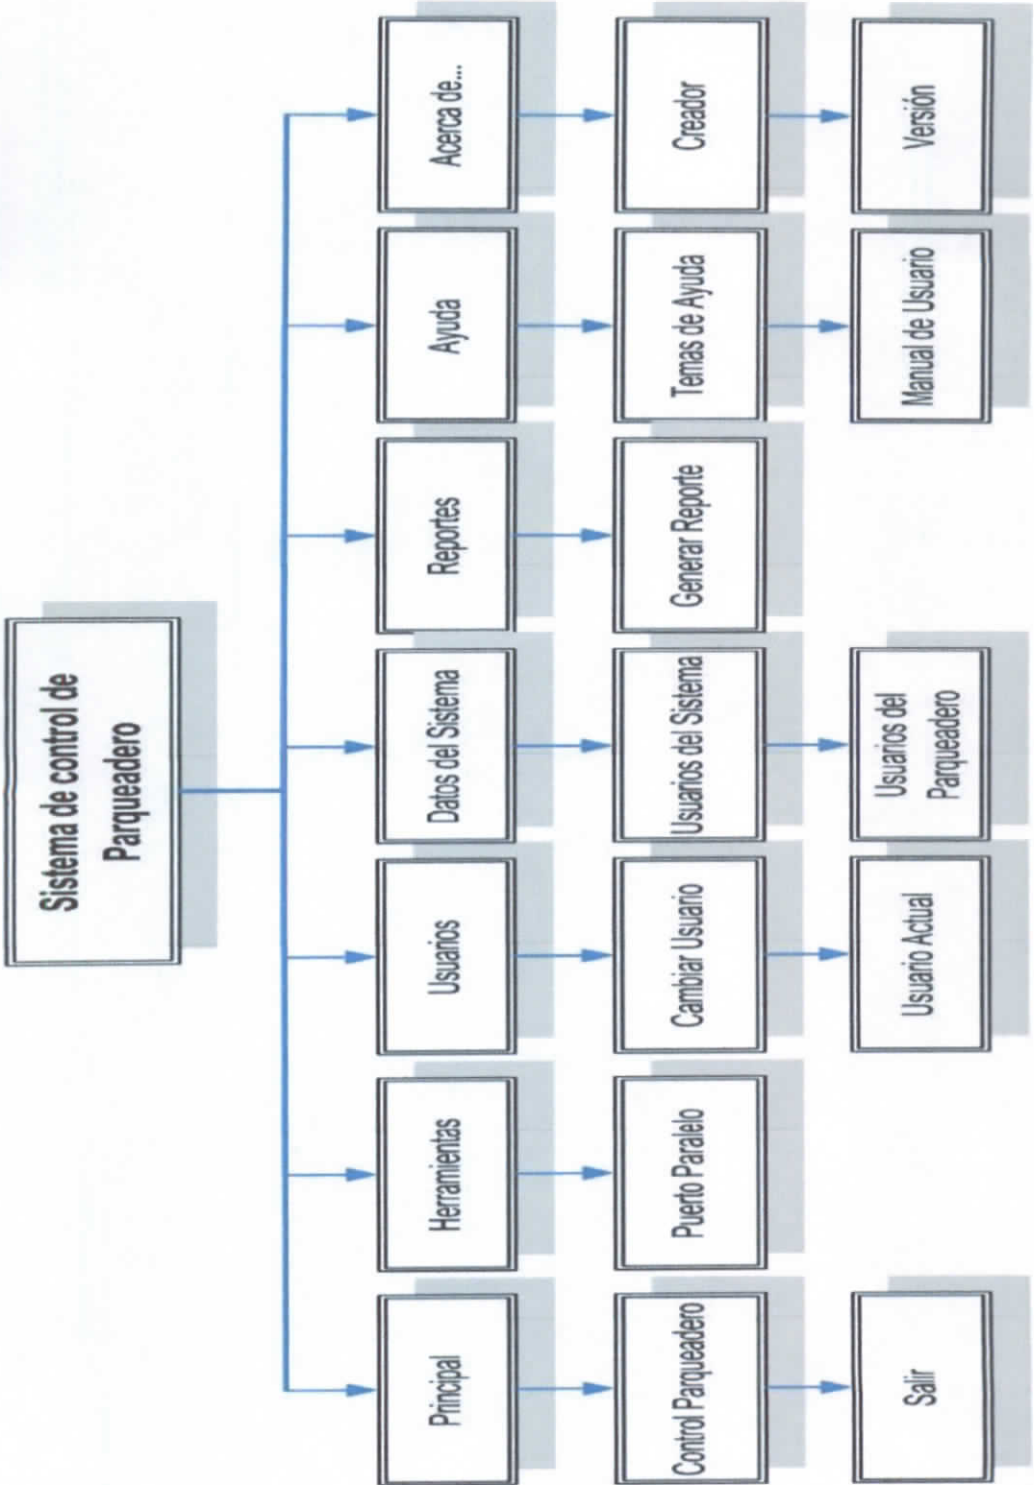 Sistema de control de
Parqueadero
Principal
Herramientas
Usuarios
Datos del Sistema
Reportes
Ayuda
Acerca de...
Control Parqueadero
Puerto Paralelo
Cambiar Usuario
Usuarios del Sistema
Generar Reporte
Temas de Ayuda
Creador
Salir
Usuario Actual
Usuarios del
Parqueadero
Manual de Usuario
Versión